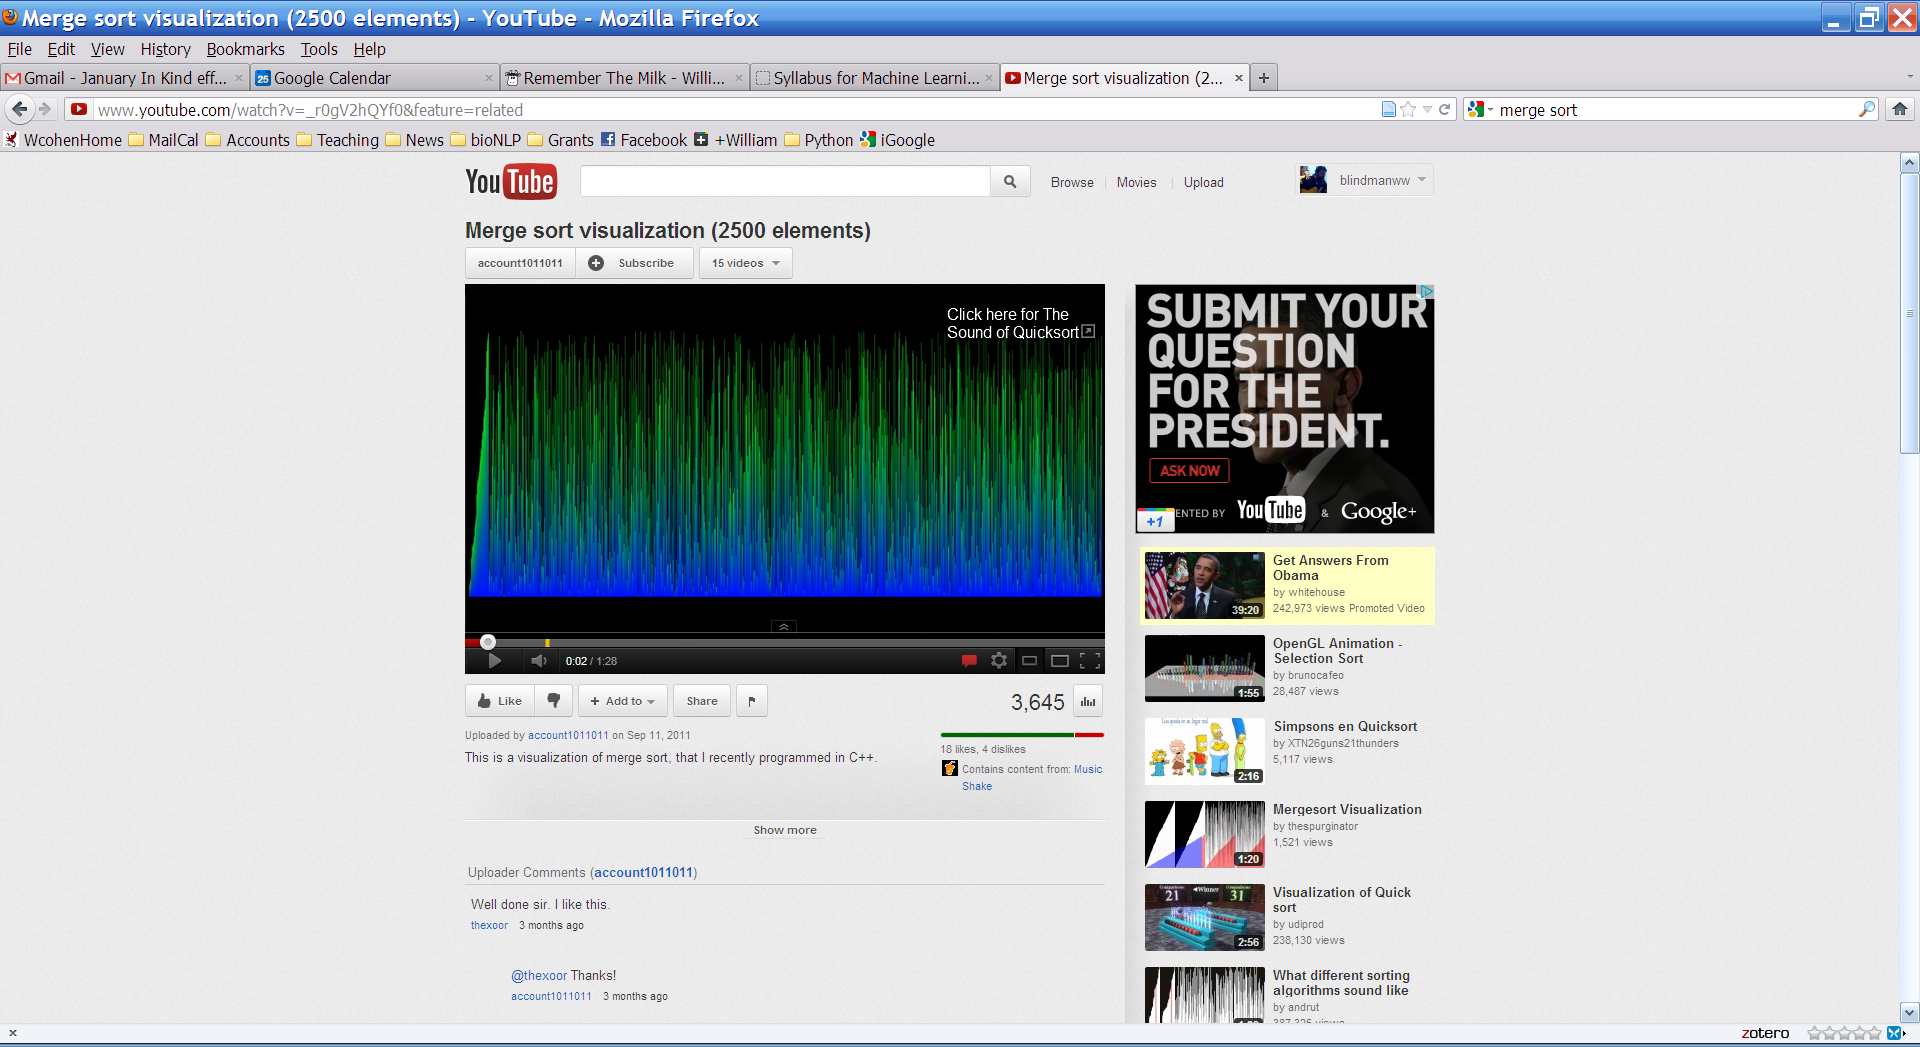 Merge sort visualization (2500 elements) - YouTube - Mozilla Firefox
File Edit View History Bookmarks Tools Help
Gmail - January In Kind eff... Google Calendar Remember The Milk - Willi... Syllabus for Machine Learni... Merge sort visualization (2...
www.youtube.com/watch?v=_r0gV2hQYf0&feature=related merge sort
WcohenHome MailCal Accounts Teaching News bioNLP Grants Facebook +William Python iGoogle
YouTube Browse Movies Upload blindmanww
Merge sort visualization (2500 elements)
account1011011 Subscribe 15 videos
Click here for The
Sound of Quicksort
0:02 / 1:28
Like Add to Share 3,645
Uploaded by account1011011 on Sep 11, 2011
This is a visualization of merge sort, that I recently programmed in C++.
18 likes, 4 dislikes
Contains content from: Music
Shake
Show more
Uploader Comments (account1011011)
Well done sir. I like this.
thexoor 3 months ago
@thexoor Thanks!
account1011011 3 months ago
SUBMIT YOUR
QUESTION
FOR THE
PRESIDENT.
ASK NOW
+1 ENTED BY YouTube & Google+
Get Answers From
Obama
by whitehouse
242,973 views Promoted Video
39:20
OpenGL Animation -
Selection Sort
by brunocafeo
28,487 views
1:55
Simpsons en Quicksort
by XTN26guns21thunders
5,117 views
2:16
Mergesort Visualization
by thespurginator
1,521 views
1:20
Visualization of Quick
sort
by udiprod
238,130 views
21 Winner 31
2:56
What different sorting
algorithms sound like
by andrut
zotero